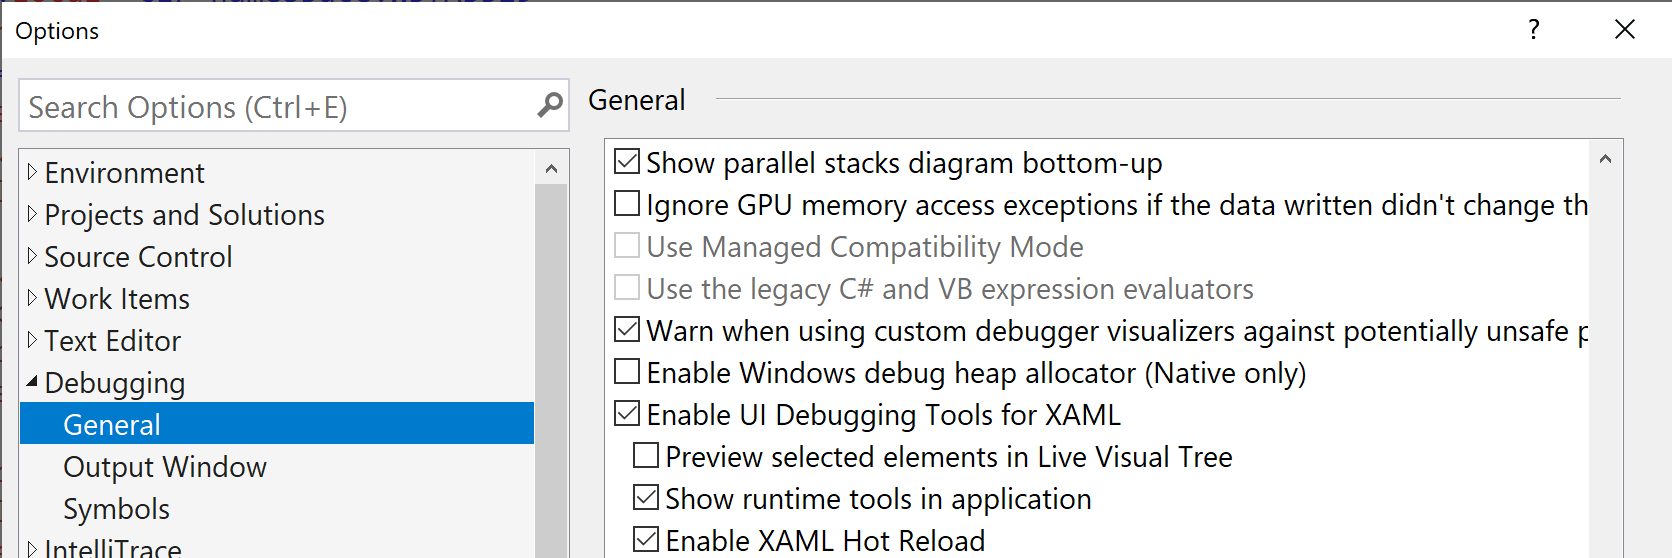 Options
?
Search Options (Ctrl+E)
General
Environment
Projects and Solutions
Source Control
Work Items
Text Editor
Debugging
General
Output Window
Symbols
IntelliTrace
Show parallel stacks diagram bottom-up
Ignore GPU memory access exceptions if the data written didn't change th
Use Managed Compatibility Mode
Use the legacy C# and VB expression evaluators
Warn when using custom debugger visualizers against potentially unsafe p
Enable Windows debug heap allocator (Native only)
Enable UI Debugging Tools for XAML
Preview selected elements in Live Visual Tree
Show runtime tools in application
Enable XAML Hot Reload